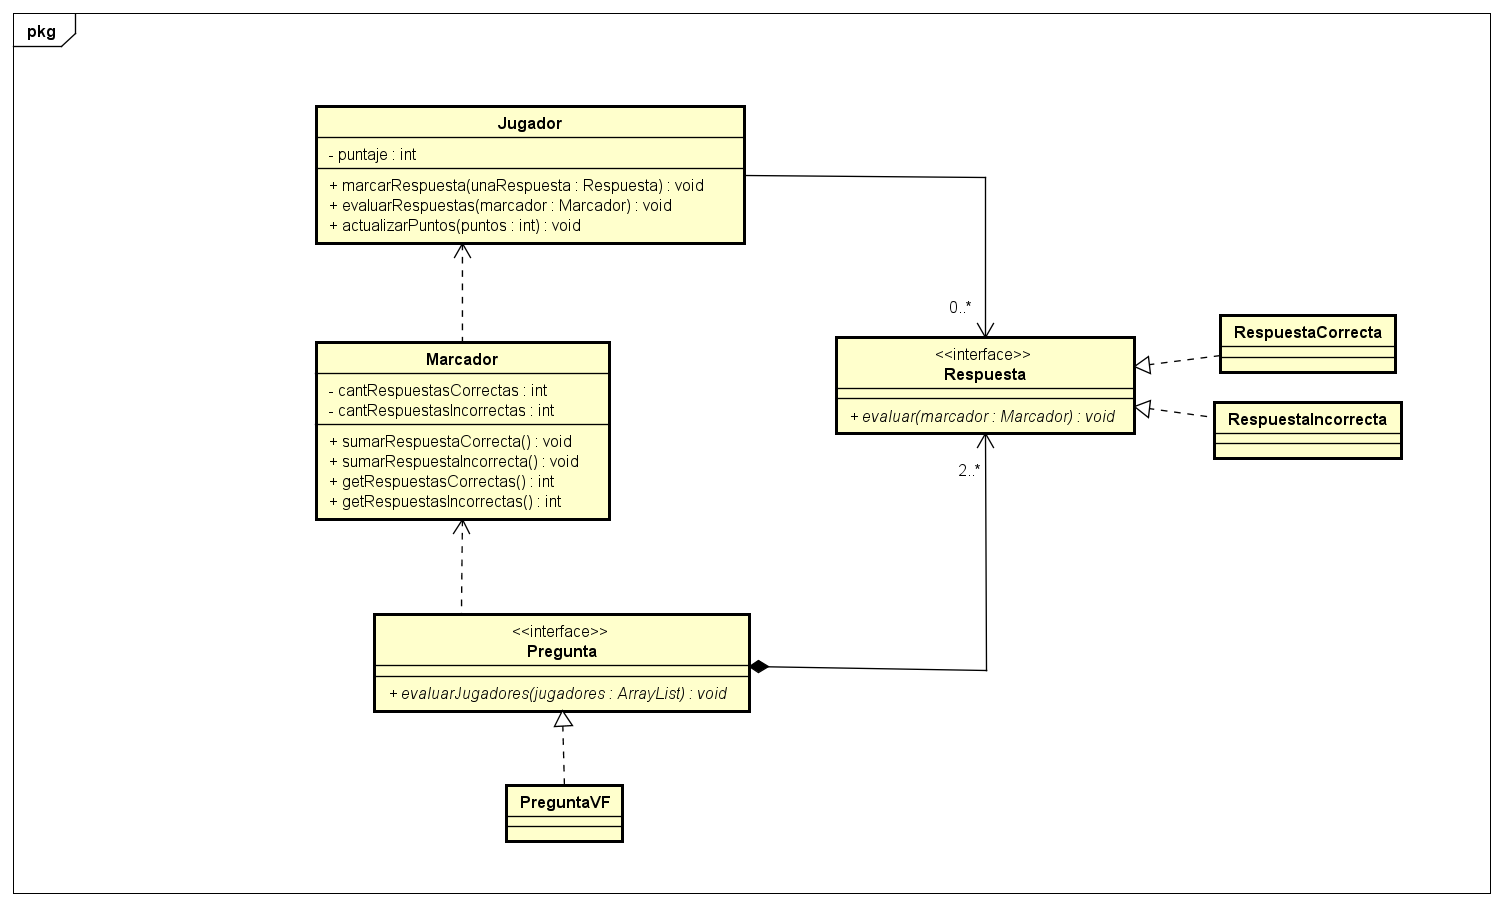 pkg
Jugador
- puntaje : int
+ marcarRespuesta(unaRespuesta : Respuesta) : void
+ evaluarRespuestas(marcador : Marcador) : void
+ actualizarPuntos(puntos : int) : void
0..*
Marcador
- cantRespuestasCorrectas : int
- cantRespuestasIncorrectas : int
+ sumarRespuestaCorrecta() : void
+ sumarRespuestaIncorrecta() : void
+ getRespuestasCorrectas() : int
+ getRespuestasIncorrectas() : int
<<interface>>
Respuesta
+ evaluar(marcador : Marcador) : void
RespuestaCorrecta
RespuestaIncorrecta
2..*
<<interface>>
Pregunta
+ evaluarJugadores(jugadores : ArrayList) : void
PreguntaVF